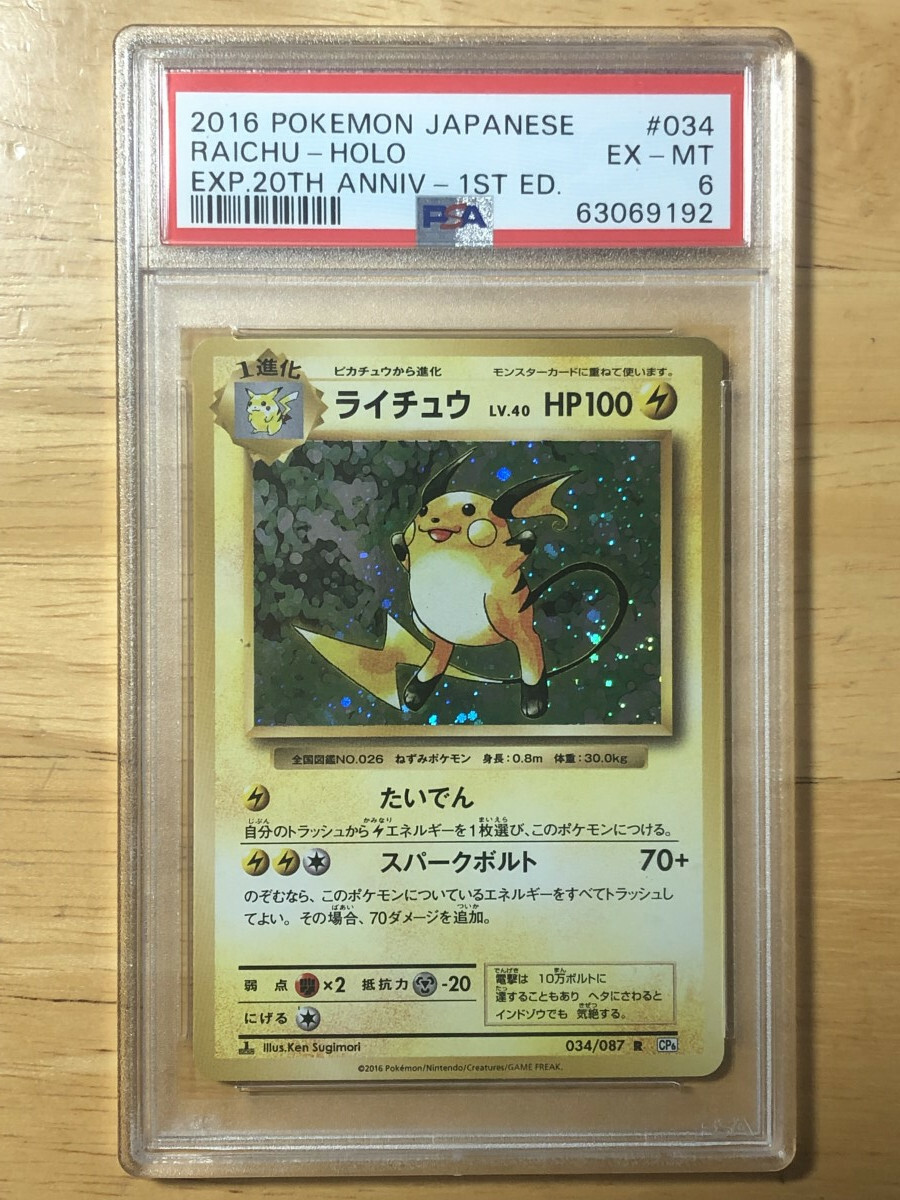 2016 POKEMON JAPANESE #034
RAICHU - HOLO EX - MT
EXP.20TH ANNIV - 1ST ED. 6
PSA 63069192
1進化
ピカチュウから進化 モンスターカードに重ねて使います。
ライチュウ LV.40 HP100
全国図鑑NO.026 ねずみポケモン 身長:0.8m 体重:30.0kg
たいでん
自分のトラッシュからエネルギーを1枚選び、このポケモンにつける。
スパークボルト 70+
のぞむなら、このポケモンについているエネルギーをすべてトラッシュし
てよい。その場合、70ダメージを追加。
弱点 ×2 抵抗力 -20
にげる
電撃は 10万ボルトに
達することもあり ヘタにさわると
インドゾウでも 気絶する。
1 illus.Ken Sugimori 034/087 R CP6
©2016 Pokémon/Nintendo/Creatures/GAME FREAK.